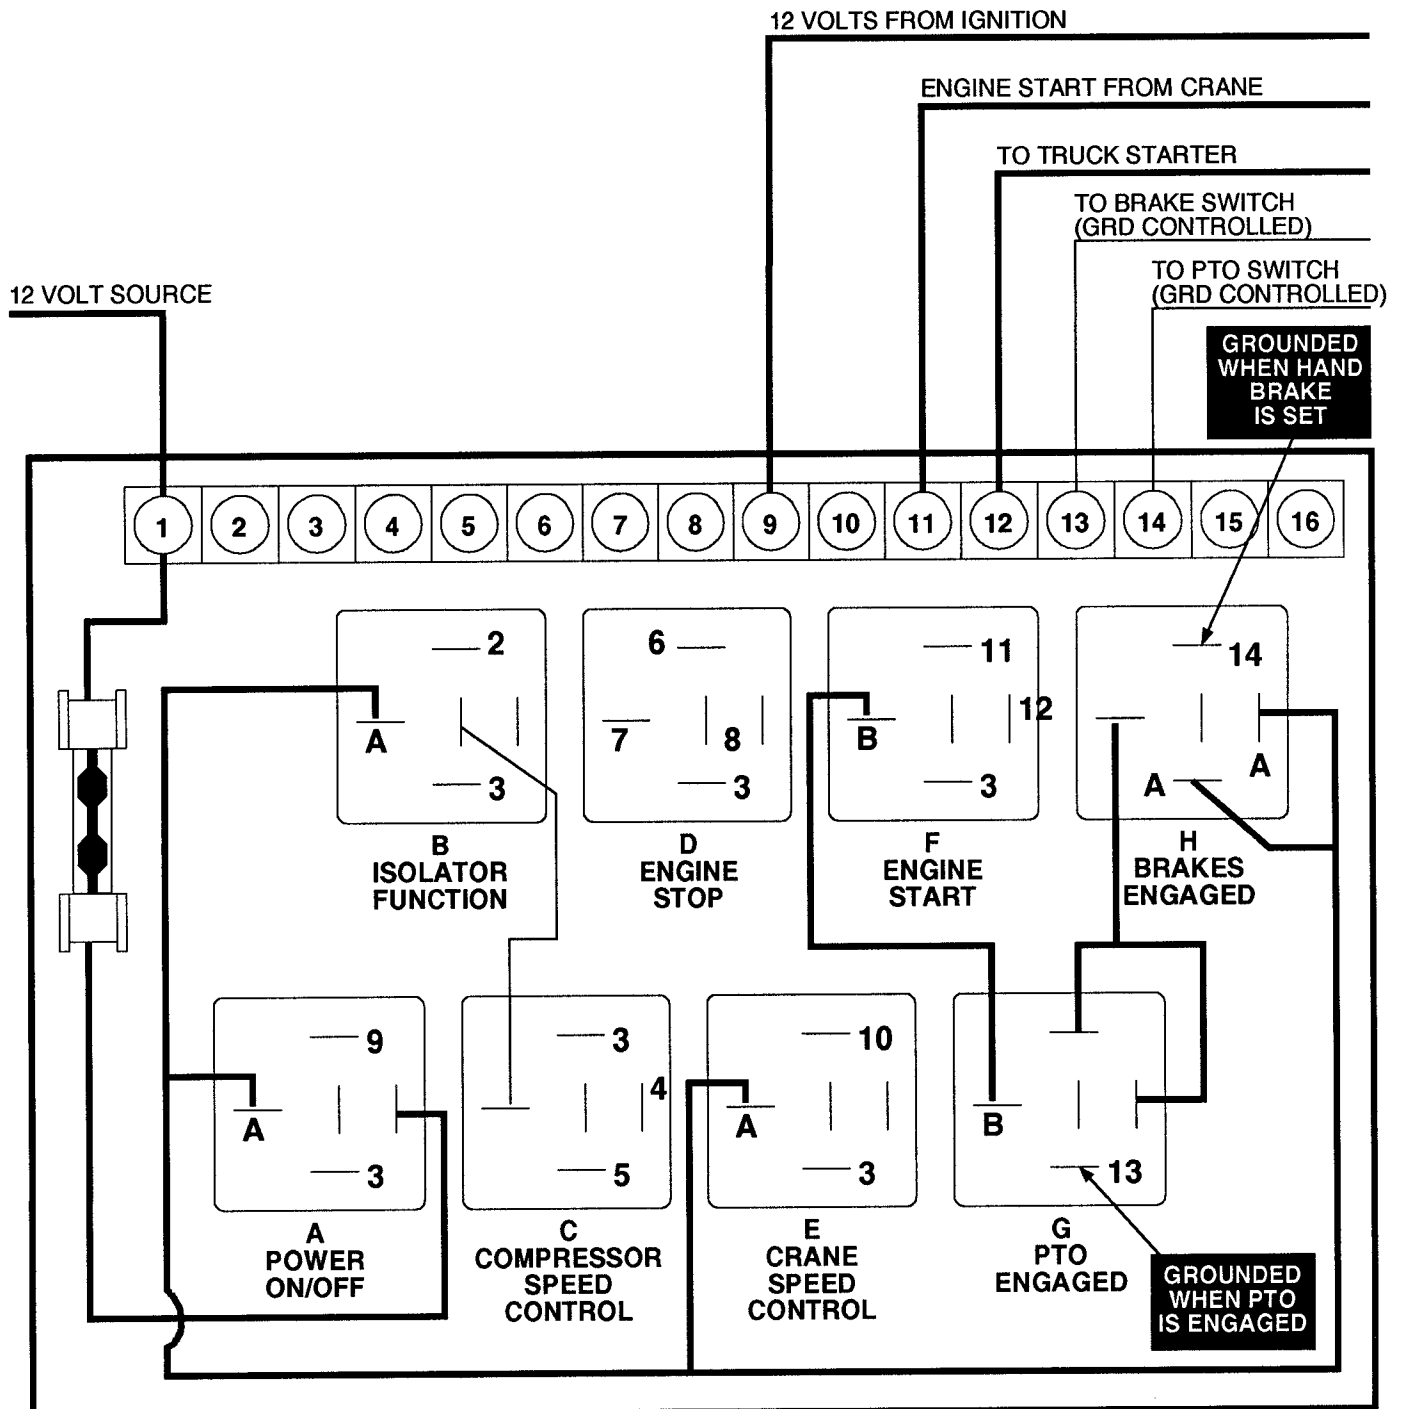 12 VOLTS FROM IGNITION
ENGINE START FROM CRANE
TO TRUCK STARTER
TO BRAKE SWITCH
(GRD CONTROLLED)
TO PTO SWITCH
(GRD CONTROLLED)
12 VOLT SOURCE
GROUNDED
WHEN HAND
BRAKE
IS SET
1 2 3 4 5 6 7 8 9 10 11 12 13 14 15 16
2
A
3
B
ISOLATOR
FUNCTION
6
7
8
3
D
ENGINE
STOP
11
12
B
3
F
ENGINE
START
14
A
A
H
BRAKES
ENGAGED
9
A
3
A
POWER
ON/OFF
3
4
5
C
COMPRESSOR
SPEED
CONTROL
10
A
3
E
CRANE
SPEED
CONTROL
B
13
G
PTO
ENGAGED
GROUNDED
WHEN PTO
IS ENGAGED